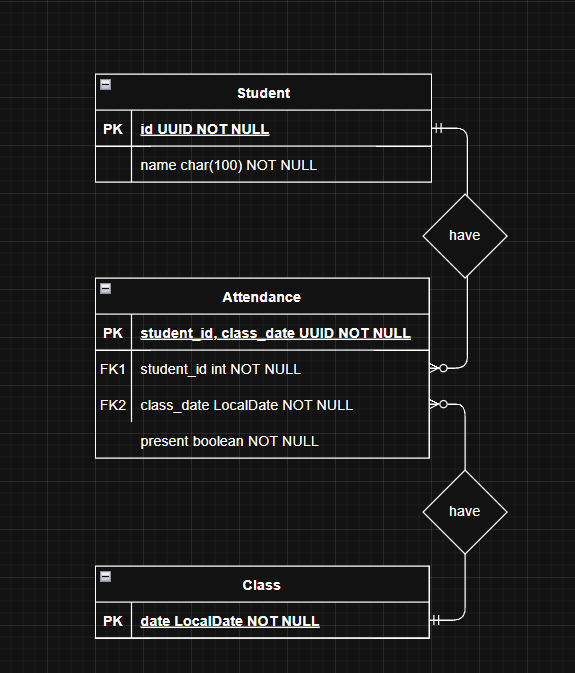 Student
PK id UUID NOT NULL
name char(100) NOT NULL
have
Attendance
PK student_id, class_date UUID NOT NULL
FK1 student_id int NOT NULL
FK2 class_date LocalDate NOT NULL
present boolean NOT NULL
have
Class
PK date LocalDate NOT NULL